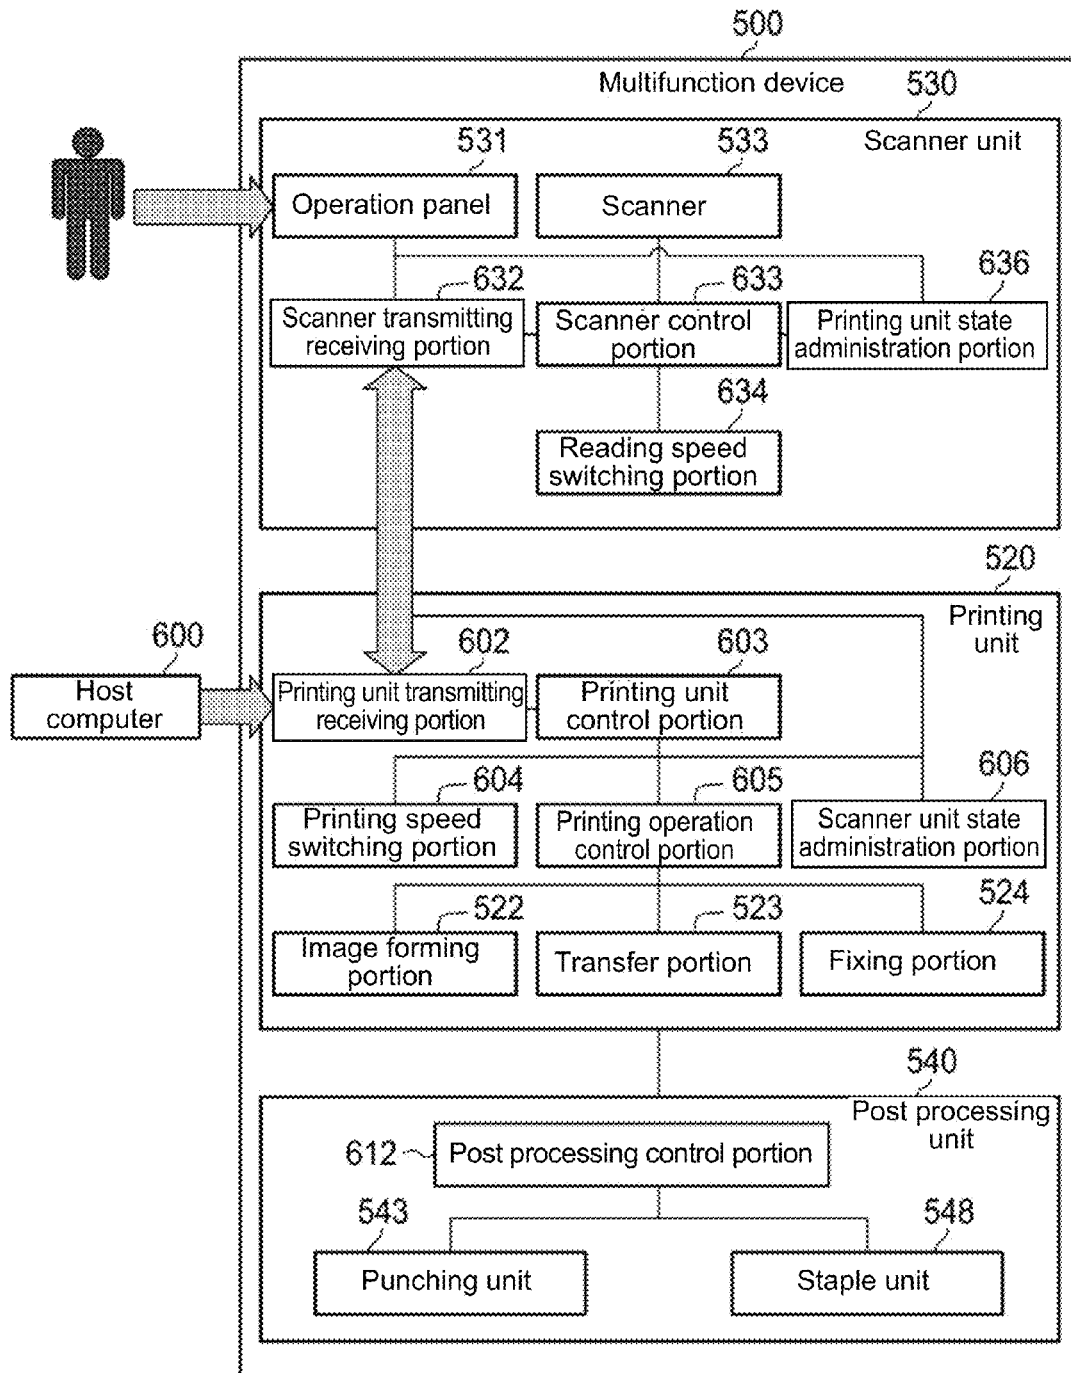 500
Multifunction device
530
Scanner unit
531
533
Operation panel
Scanner
632
633
636
Scanner transmitting
receiving portion
Scanner control
portion
Printing unit state
administration portion
634
Reading speed
switching portion
520
Printing
unit
600
Host
computer
602
603
Printing unit transmitting
receiving portion
Printing unit
control portion
604
605
606
Printing speed
switching portion
Printing operation
control portion
Scanner unit state
administration portion
522
523
524
Image forming
portion
Transfer portion
Fixing portion
540
Post processing
unit
612
Post processing control portion
543
548
Punching unit
Staple unit